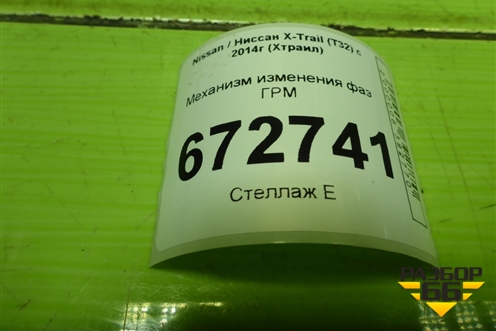 Nissan / Ниссан X-Trail (T32) с
2014г (Хтраил)
Механизм изменения фаз
ГРМ
672741
Стеллаж Е
РАЗБОР
66